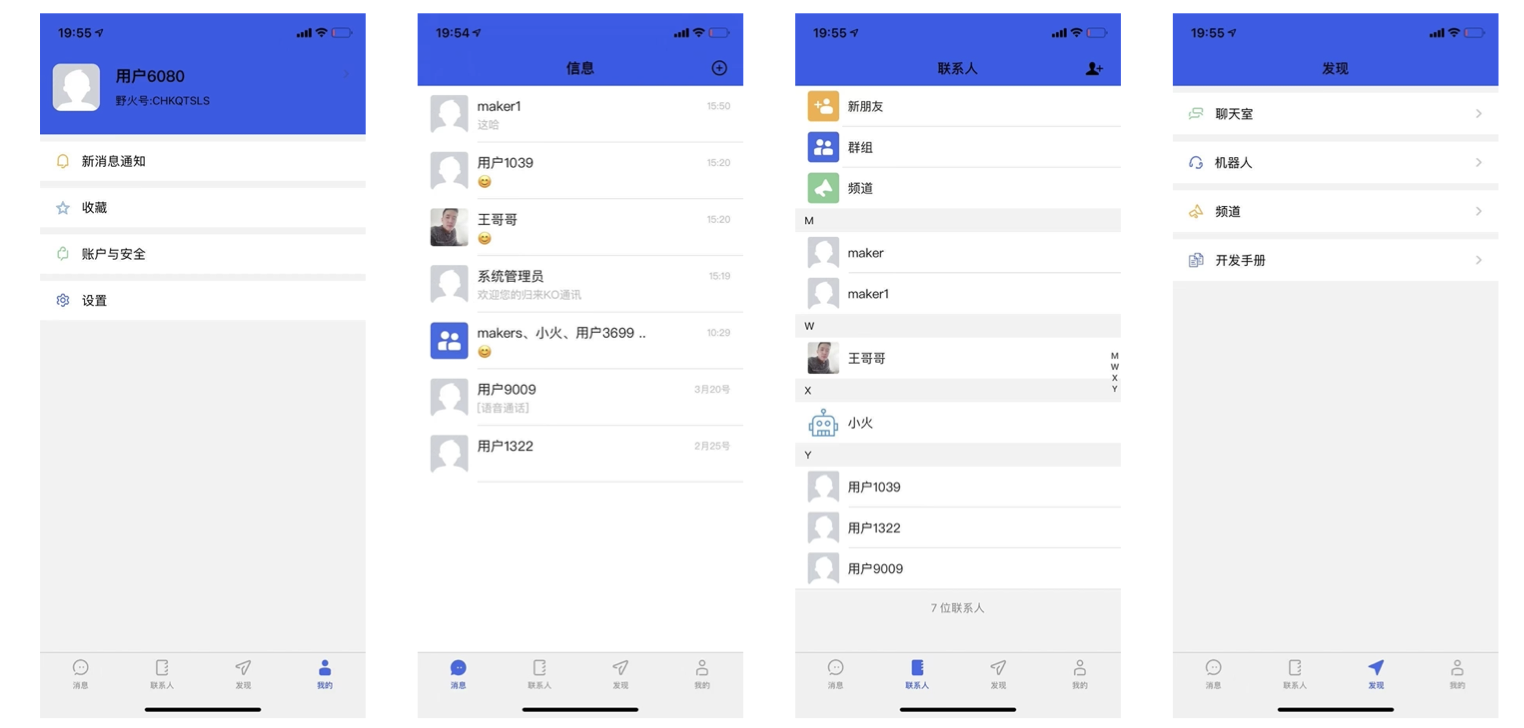 19:55
用户6080
野火号:CHKQTSLS
新消息通知
收藏
账户与安全
设置
消息
联系人
发现
我的
19:54
信息
maker1
15:50
这哈
用户1039
15:20
😊
王哥哥
15:20
😊
系统管理员
15:19
欢迎您的归来KO通讯
makers、小火、用户3699 ..
10:29
😊
用户9009
3月20号
[语音通话]
用户1322
2月25号
消息
联系人
发现
我的
19:55
联系人
新朋友
群组
频道
M
maker
maker1
W
王哥哥
M
W
X
Y
X
小火
Y
用户1039
用户1322
用户9009
7 位联系人
消息
联系人
发现
我的
19:55
发现
聊天室
机器人
频道
开发手册
消息
联系人
发现
我的